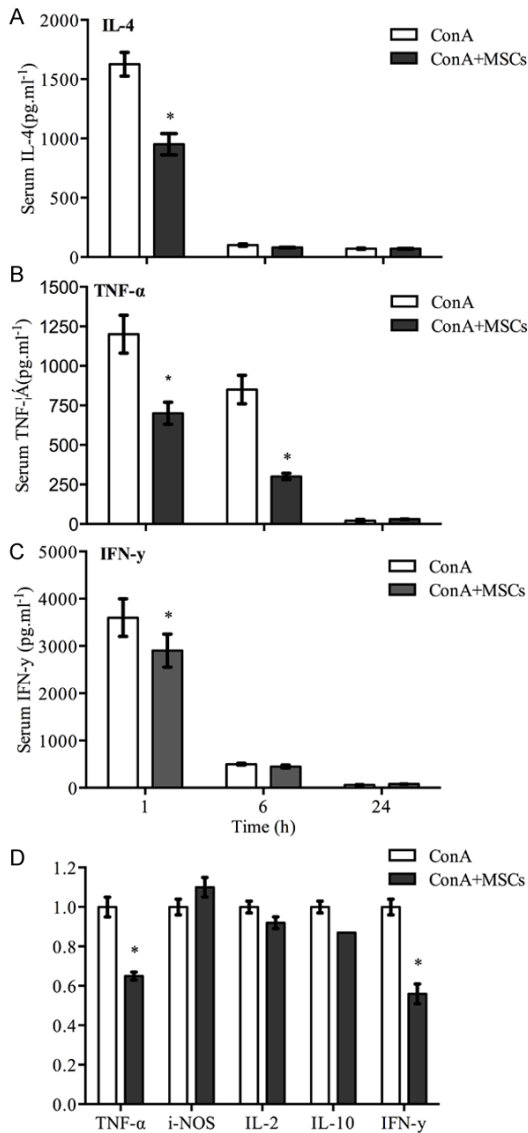 A
IL-4
ConA
ConA+MSCs
Serum IL-4(pg.ml-1)
2000
1500
1000
500
0
*
B
TNF-α
ConA
ConA+MSCs
Serum TNF-¦Á(pg.ml-1)
1500
1250
1000
750
500
250
0
*
*
C
IFN-y
ConA
ConA+MSCs
Serum IFN-y (pg.ml-1)
5000
4000
3000
2000
1000
0
*
1 6 24
Time (h)
D
ConA
ConA+MSCs
1.2
1.0
0.8
0.6
0.4
0.2
0.0
*
*
TNF-α i-NOS IL-2 IL-10 IFN-y